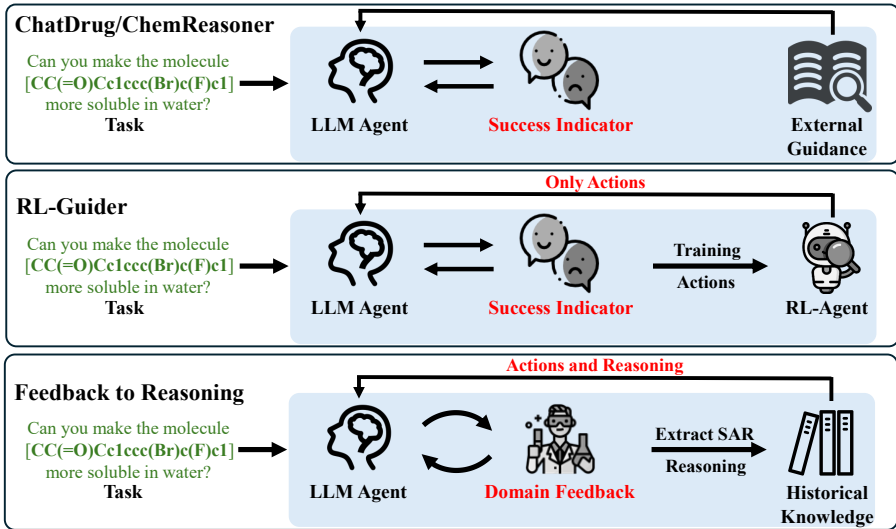 ChatDrug/ChemReasoner
Can you make the molecule
[CC(=O)Cc1ccc(Br)c(F)c1]
more soluble in water?
Task
LLM Agent
Success Indicator
External
Guidance
RL-Guider
Only Actions
Can you make the molecule
[CC(=O)Cc1ccc(Br)c(F)c1]
more soluble in water?
Task
LLM Agent
Success Indicator
Training
Actions
RL-Agent
Feedback to Reasoning
Actions and Reasoning
Can you make the molecule
[CC(=O)Cc1ccc(Br)c(F)c1]
more soluble in water?
Task
LLM Agent
Domain Feedback
Extract SAR
Reasoning
Historical
Knowledge